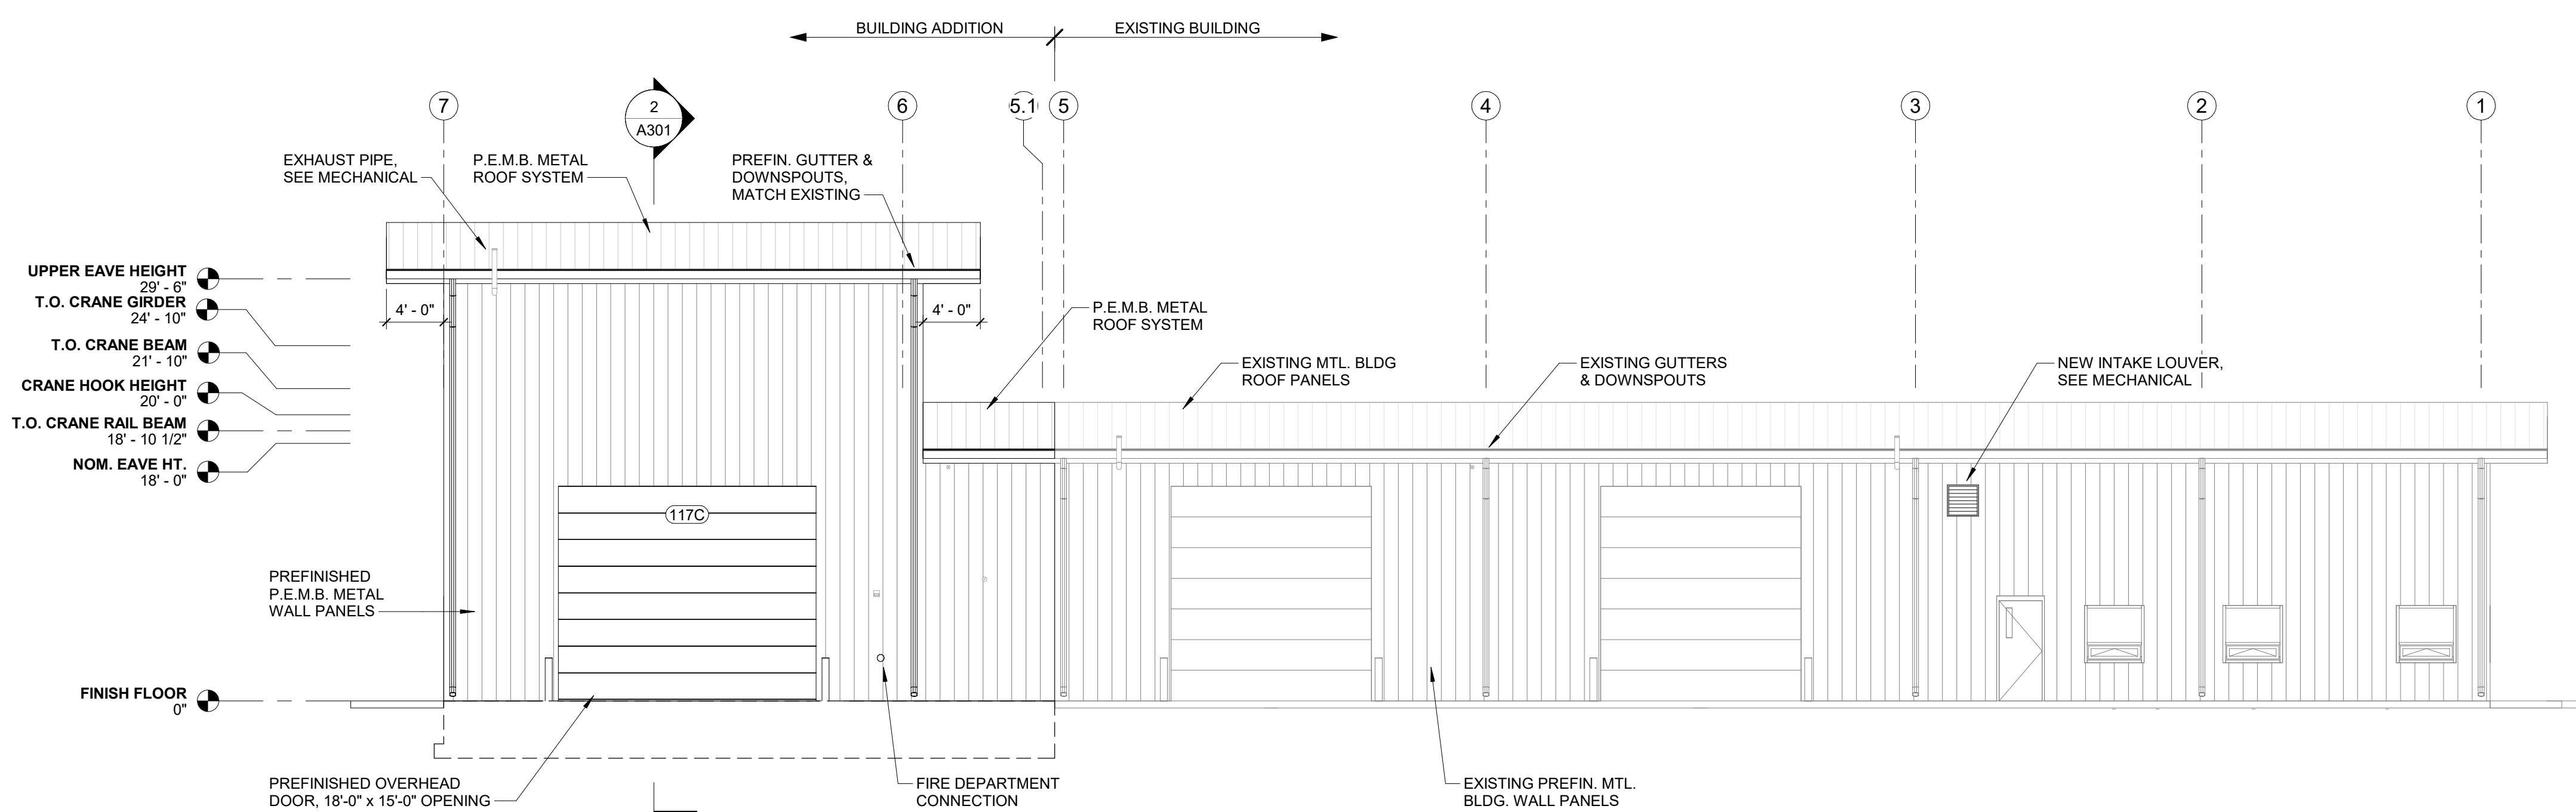 BUILDING ADDITION
EXISTING BUILDING
7
2
A301
6
5.1
5
4
3
2
1
EXHAUST PIPE,
SEE MECHANICAL
P.E.M.B. METAL
ROOF SYSTEM
PREFIN. GUTTER &
DOWNSPOUTS,
MATCH EXISTING
UPPER EAVE HEIGHT
29' - 6"
T.O. CRANE GIRDER
24' - 10"
T.O. CRANE BEAM
21' - 10"
CRANE HOOK HEIGHT
20' - 0"
T.O. CRANE RAIL BEAM
18' - 10 1/2"
NOM. EAVE HT.
18' - 0"
4' - 0"
4' - 0"
P.E.M.B. METAL
ROOF SYSTEM
EXISTING MTL. BLDG
ROOF PANELS
EXISTING GUTTERS
& DOWNSPOUTS
NEW INTAKE LOUVER,
SEE MECHANICAL
117C
PREFINISHED
P.E.M.B. METAL
WALL PANELS
FINISH FLOOR
0"
PREFINISHED OVERHEAD
DOOR, 18'-0" x 15'-0" OPENING
FIRE DEPARTMENT
CONNECTION
EXISTING PREFIN. MTL.
BLDG. WALL PANELS